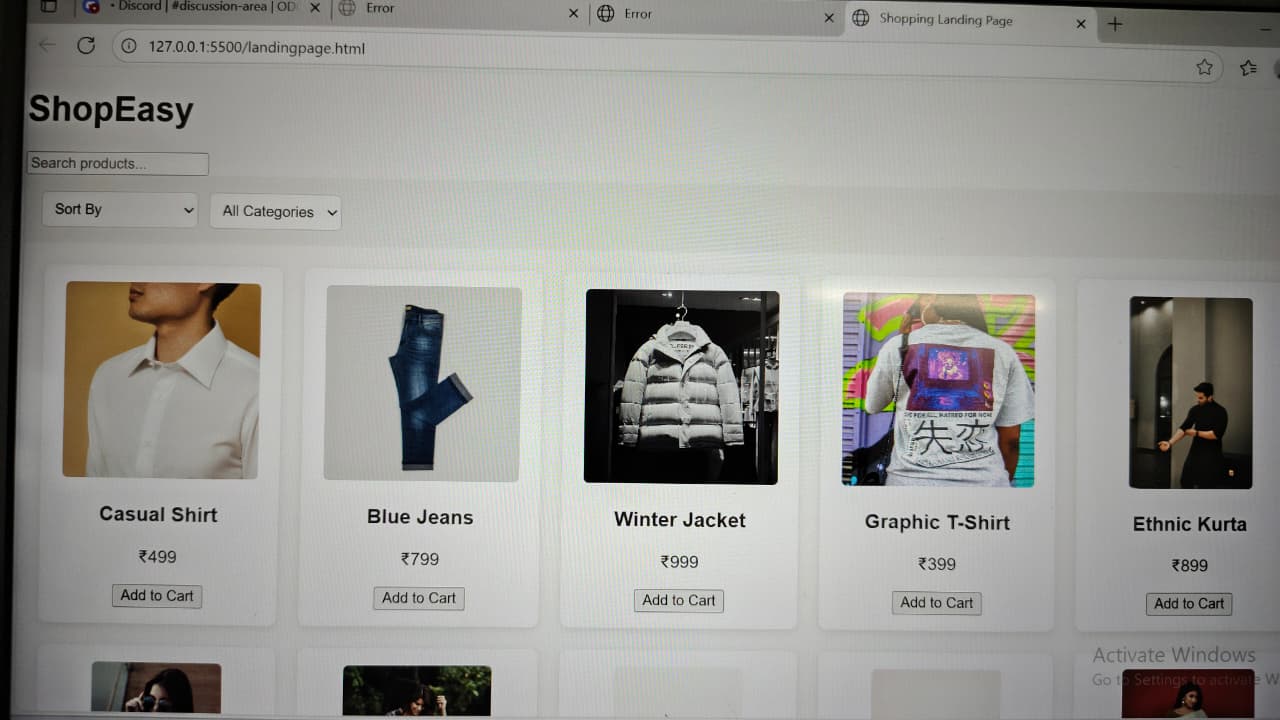 • Discord | #discussion-area | OD
Error
Error
Shopping Landing Page
127.0.0.1:5500/landingpage.html
ShopEasy
Search products...
Sort By
All Categories
失恋
Casual Shirt
Blue Jeans
Winter Jacket
Graphic T-Shirt
Ethnic Kurta
₹499
₹799
₹999
₹399
₹899
Add to Cart
Add to Cart
Add to Cart
Add to Cart
Add to Cart
Activate Windows
Go to Settings to activate W